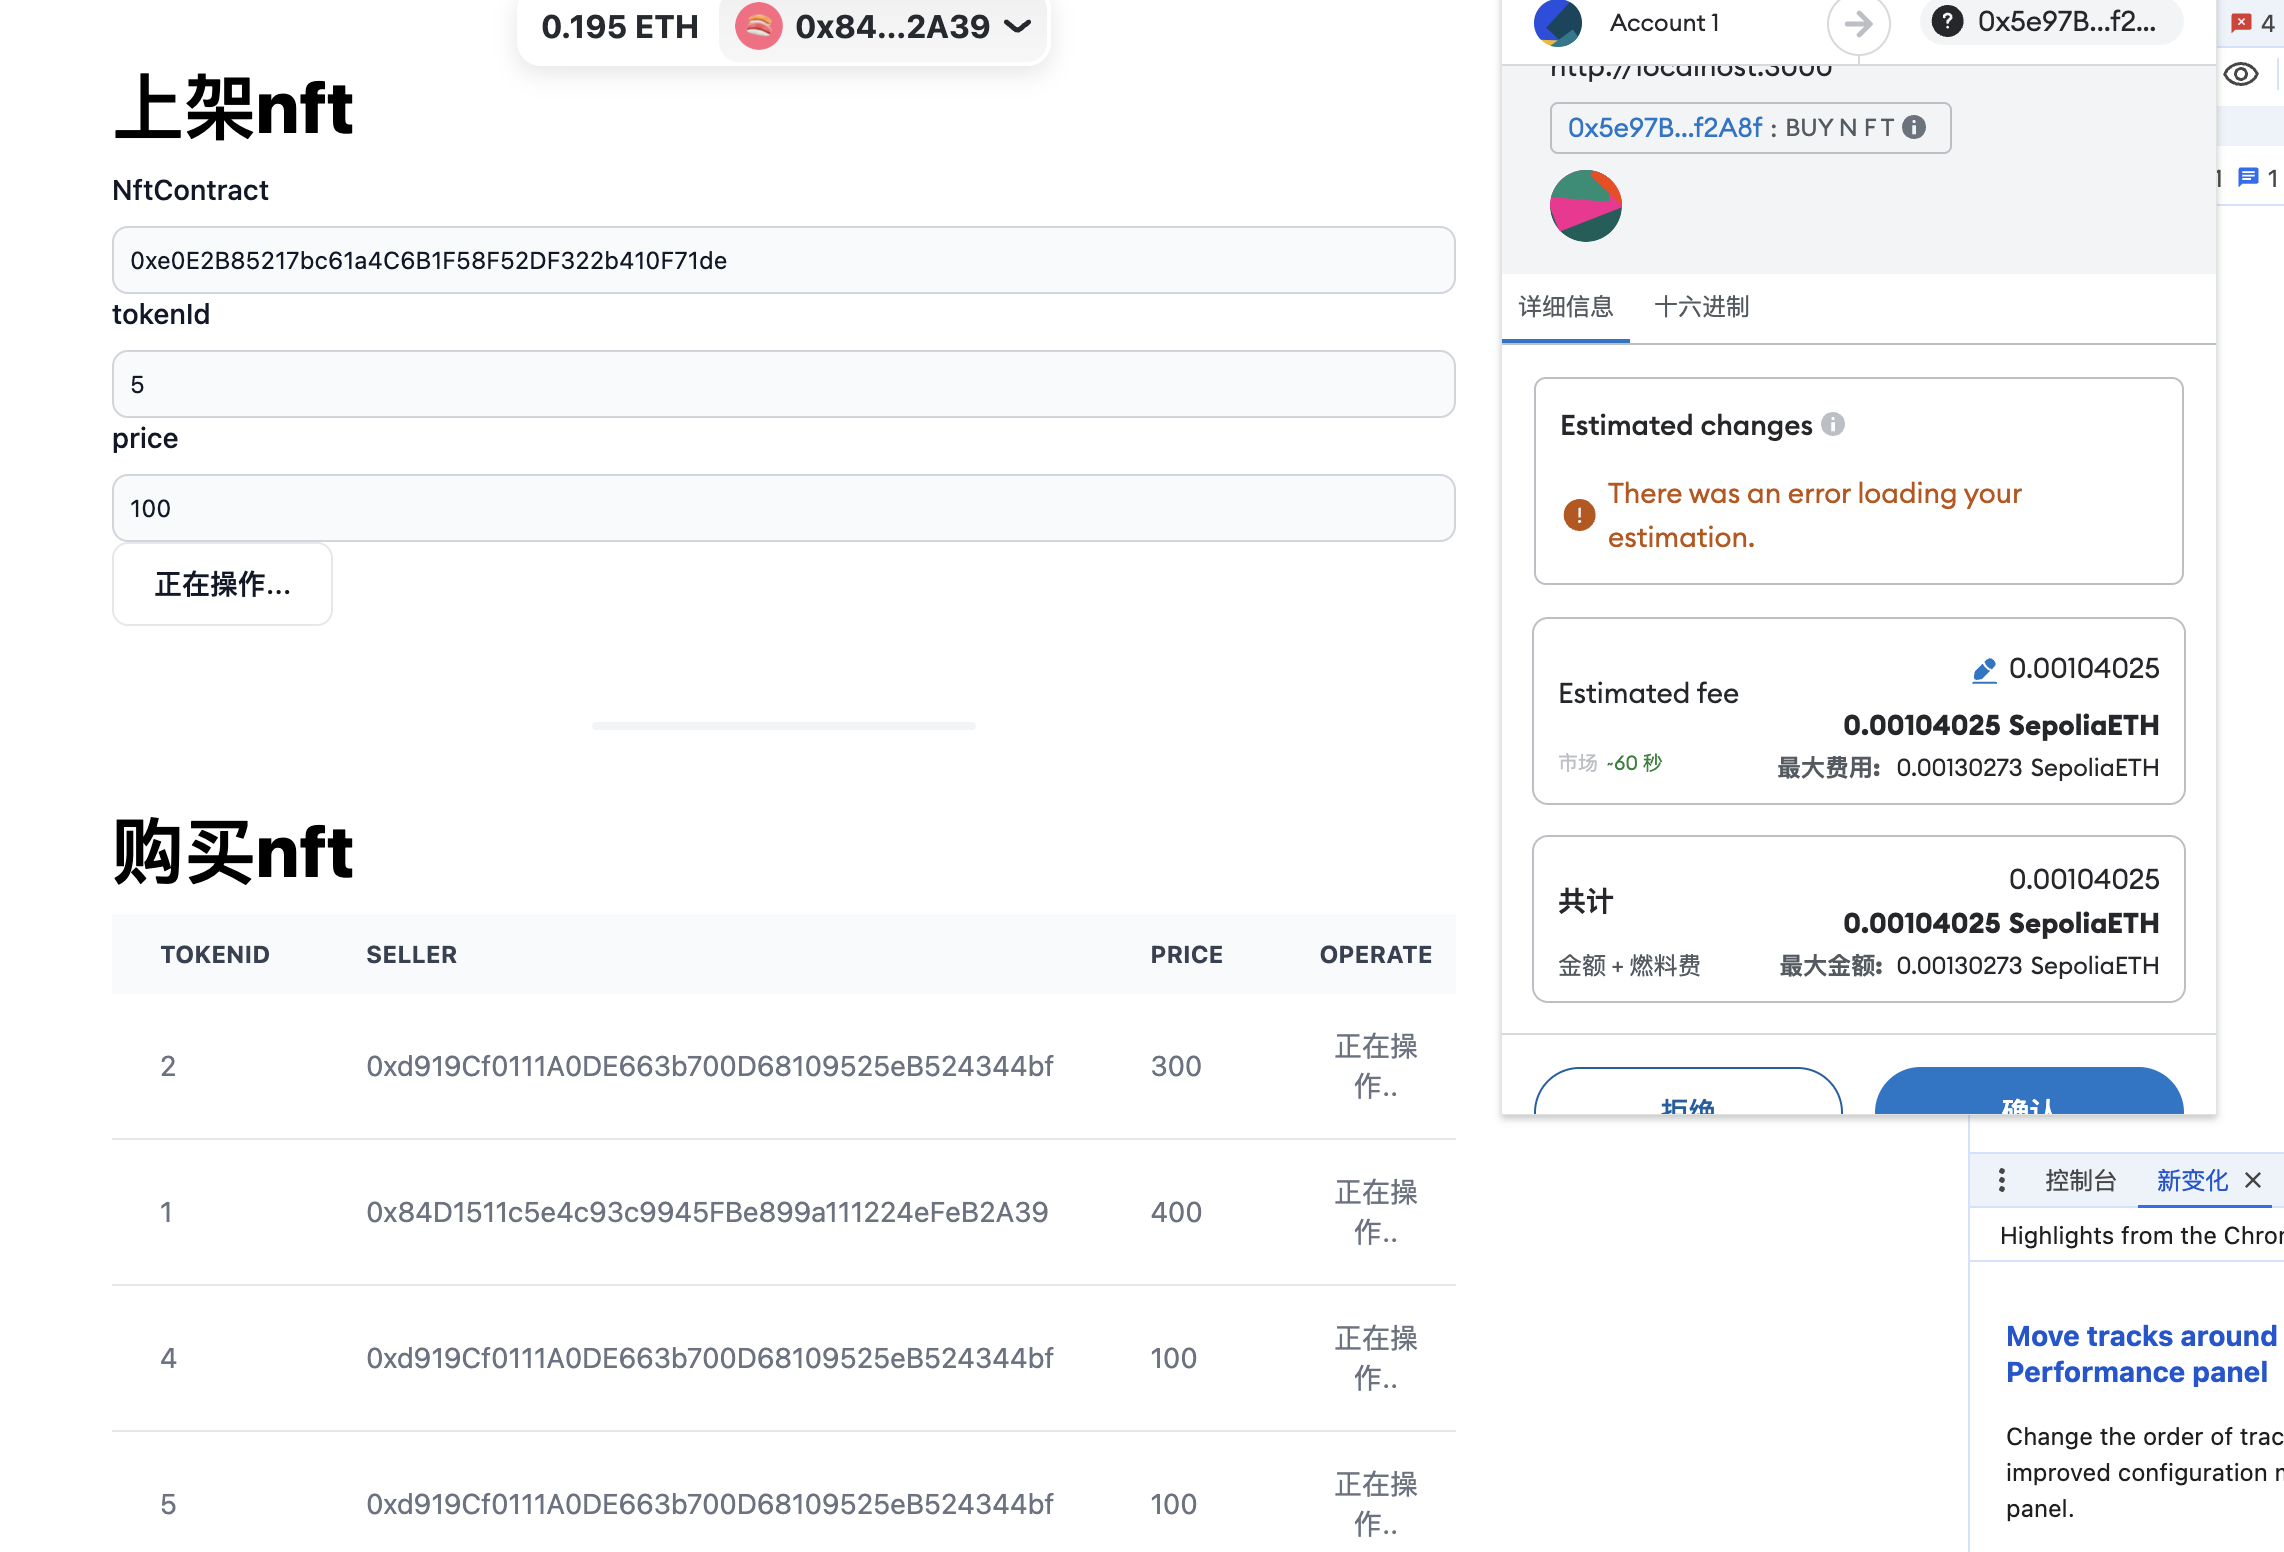 0.195 ETH
0x84...2A39
上架nft
NftContract
0xe0E2B85217bc61a4C6B1F58F52DF322b410F71de
tokenId
5
price
100
正在操作...
购买nft
TOKENID SELLER PRICE OPERATE
2 0xd919Cf0111A0DE663b700D68109525eB524344bf 300 正在操
作..
1 0x84D1511c5e4c93c9945FBe899a111224eFeB2A39 400 正在操
作..
4 0xd919Cf0111A0DE663b700D68109525eB524344bf 100 正在操
作..
5 0xd919Cf0111A0DE663b700D68109525eB524344bf 100 正在操
作..
Account 1
0x5e97B...f2...
http://localhost:3000
0x5e97B...f2A8f : BUY N F T
详细信息
十六进制
Estimated changes
There was an error loading your
estimation.
Estimated fee
0.00104025
0.00104025 SepoliaETH
市场 ~60 秒
最大费用: 0.00130273 SepoliaETH
共计
0.00104025
0.00104025 SepoliaETH
金额 + 燃料费
最大金额: 0.00130273 SepoliaETH
拒绝
确认
4
1
1
控制台
新变化
Highlights from the Chro
Move tracks around
Performance panel
Change the order of trac
improved configuration
panel.